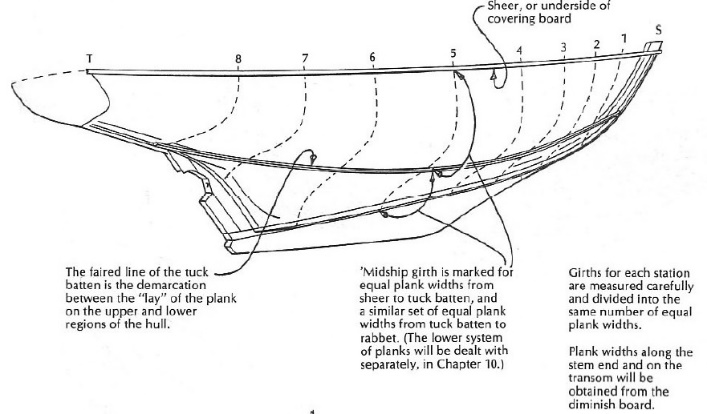 Sheer, or underside of
covering board
T
8
7
6
5
4
3
2
1
S
The faired line of the tuck
batten is the demarcation
between the "lay" of the plank
on the upper and lower
regions of the hull.
'Midship girth is marked for
equal plank widths from
sheer to tuck batten, and
a similar set of equal plank
widths from tuck batten to
rabbet. (The lower system
of planks will be dealt with
separately, in Chapter 10.)
Girths for each station
are measured carefully
and divided into the
same number of equal
plank widths.
Plank widths along the
stem end and on the
transom will be
obtained from the
diminish board.